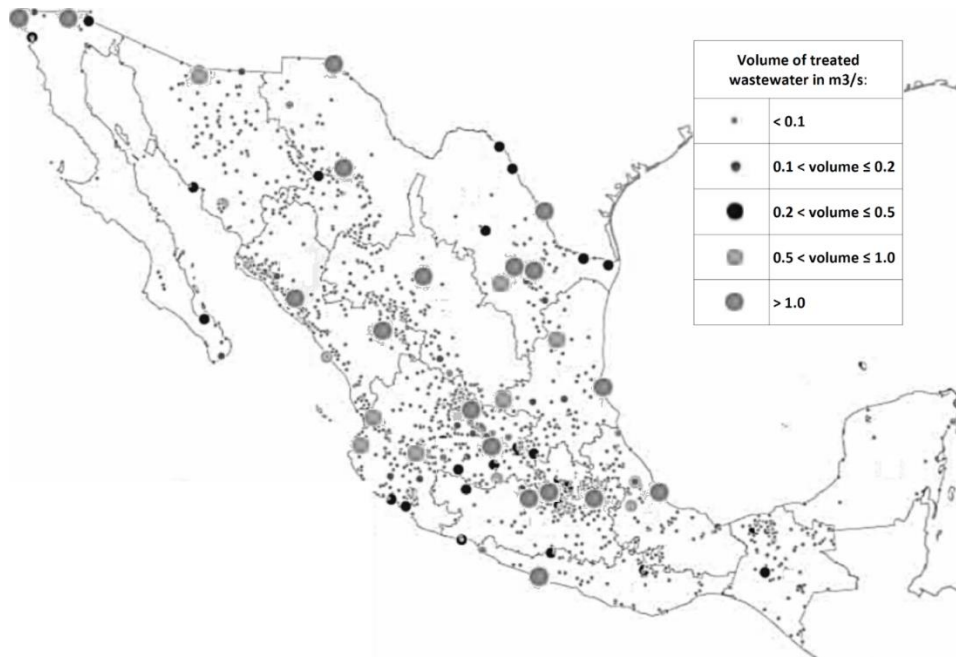 Volume of treated
wastewater in m3/s:
< 0.1
0.1 < volume ≤ 0.2
0.2 < volume ≤ 0.5
0.5 < volume ≤ 1.0
> 1.0